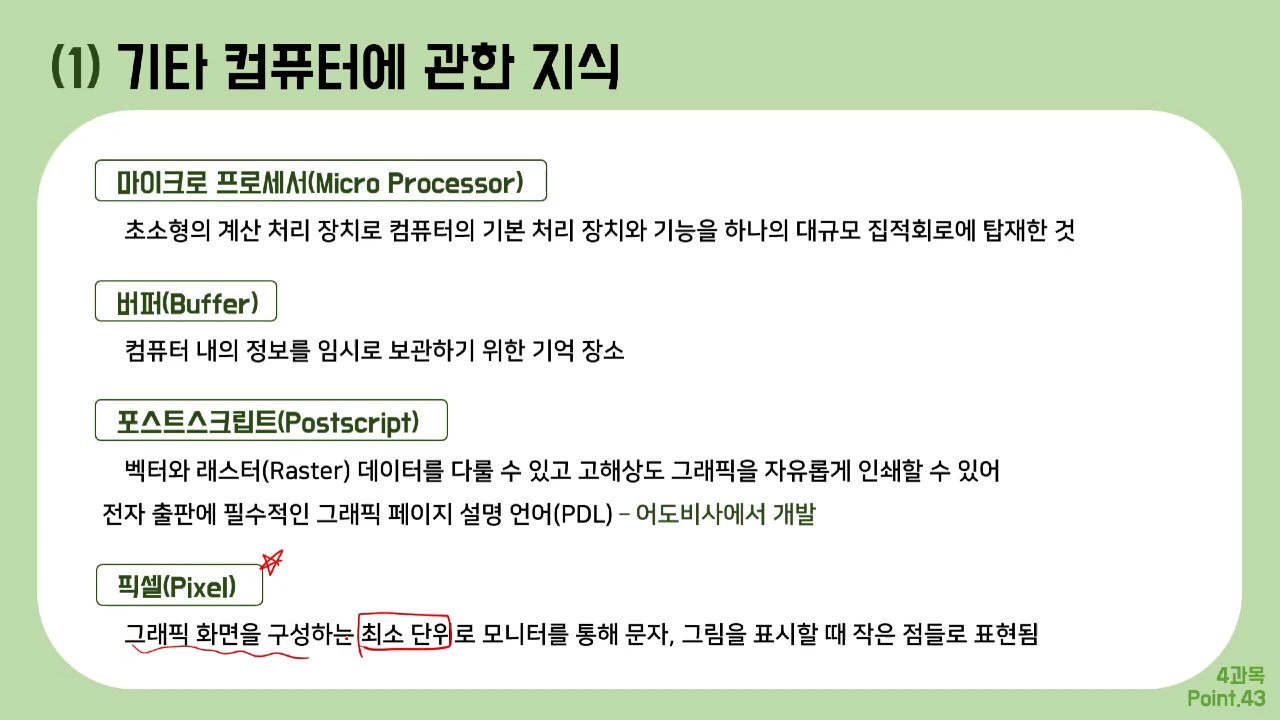 (1) 기타 컴퓨터에 관한 지식
마이크로 프로세서(Micro Processor)
초소형의 계산 처리 장치로 컴퓨터의 기본 처리 장치와 기능을 하나의 대규모 집적회로에 탑재한 것
버퍼(Buffer)
컴퓨터 내의 정보를 임시로 보관하기 위한 기억 장소
포스트스크립트(Postscript)
벡터와 래스터(Raster) 데이터를 다룰 수 있고 고해상도 그래픽을 자유롭게 인쇄할 수 있어
전자 출판에 필수적인 그래픽 페이지 설명 언어(PDL) – 어도비사에서 개발
픽셀(Pixel)
그래픽 화면을 구성하는 최소 단위로 모니터를 통해 문자, 그림을 표시할 때 작은 점들로 표현됨
4과목
Point.43